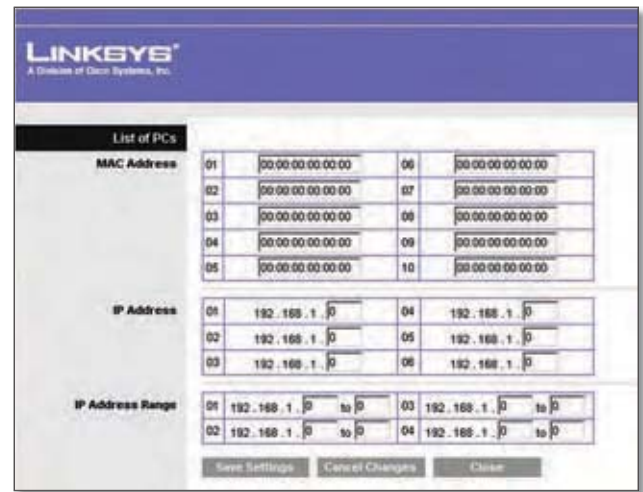 LINKSYS®
A Division of Cisco Systems, Inc.
List of PCs
MAC Address
01 00:00:00:00:00:00 06 00:00:00:00:00:00
02 00:00:00:00:00:00 07 00:00:00:00:00:00
03 00:00:00:00:00:00 08 00:00:00:00:00:00
04 00:00:00:00:00:00 09 00:00:00:00:00:00
05 00:00:00:00:00:00 10 00:00:00:00:00:00
IP Address
01 192.168.1.0 04 192.168.1.0
02 192.168.1.0 05 192.168.1.0
03 192.168.1.0 06 192.168.1.0
IP Address Range
01 192.168.1.0 to 0 03 192.168.1.0 to 0
02 192.168.1.0 to 0 04 192.168.1.0 to 0
Save Settings Cancel Changes Close